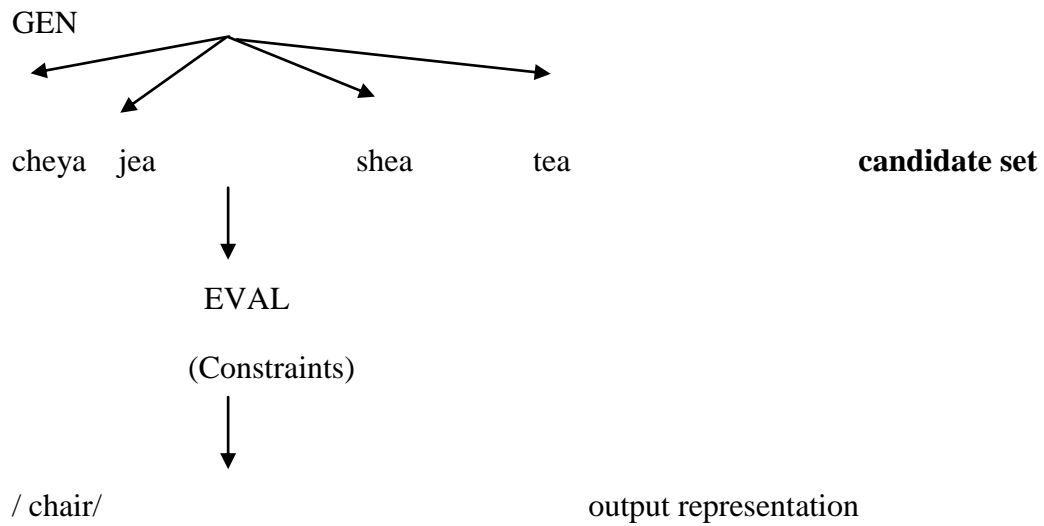 GEN
cheya jea shea tea candidate set
EVAL
(Constraints)
/ chair/ output representation